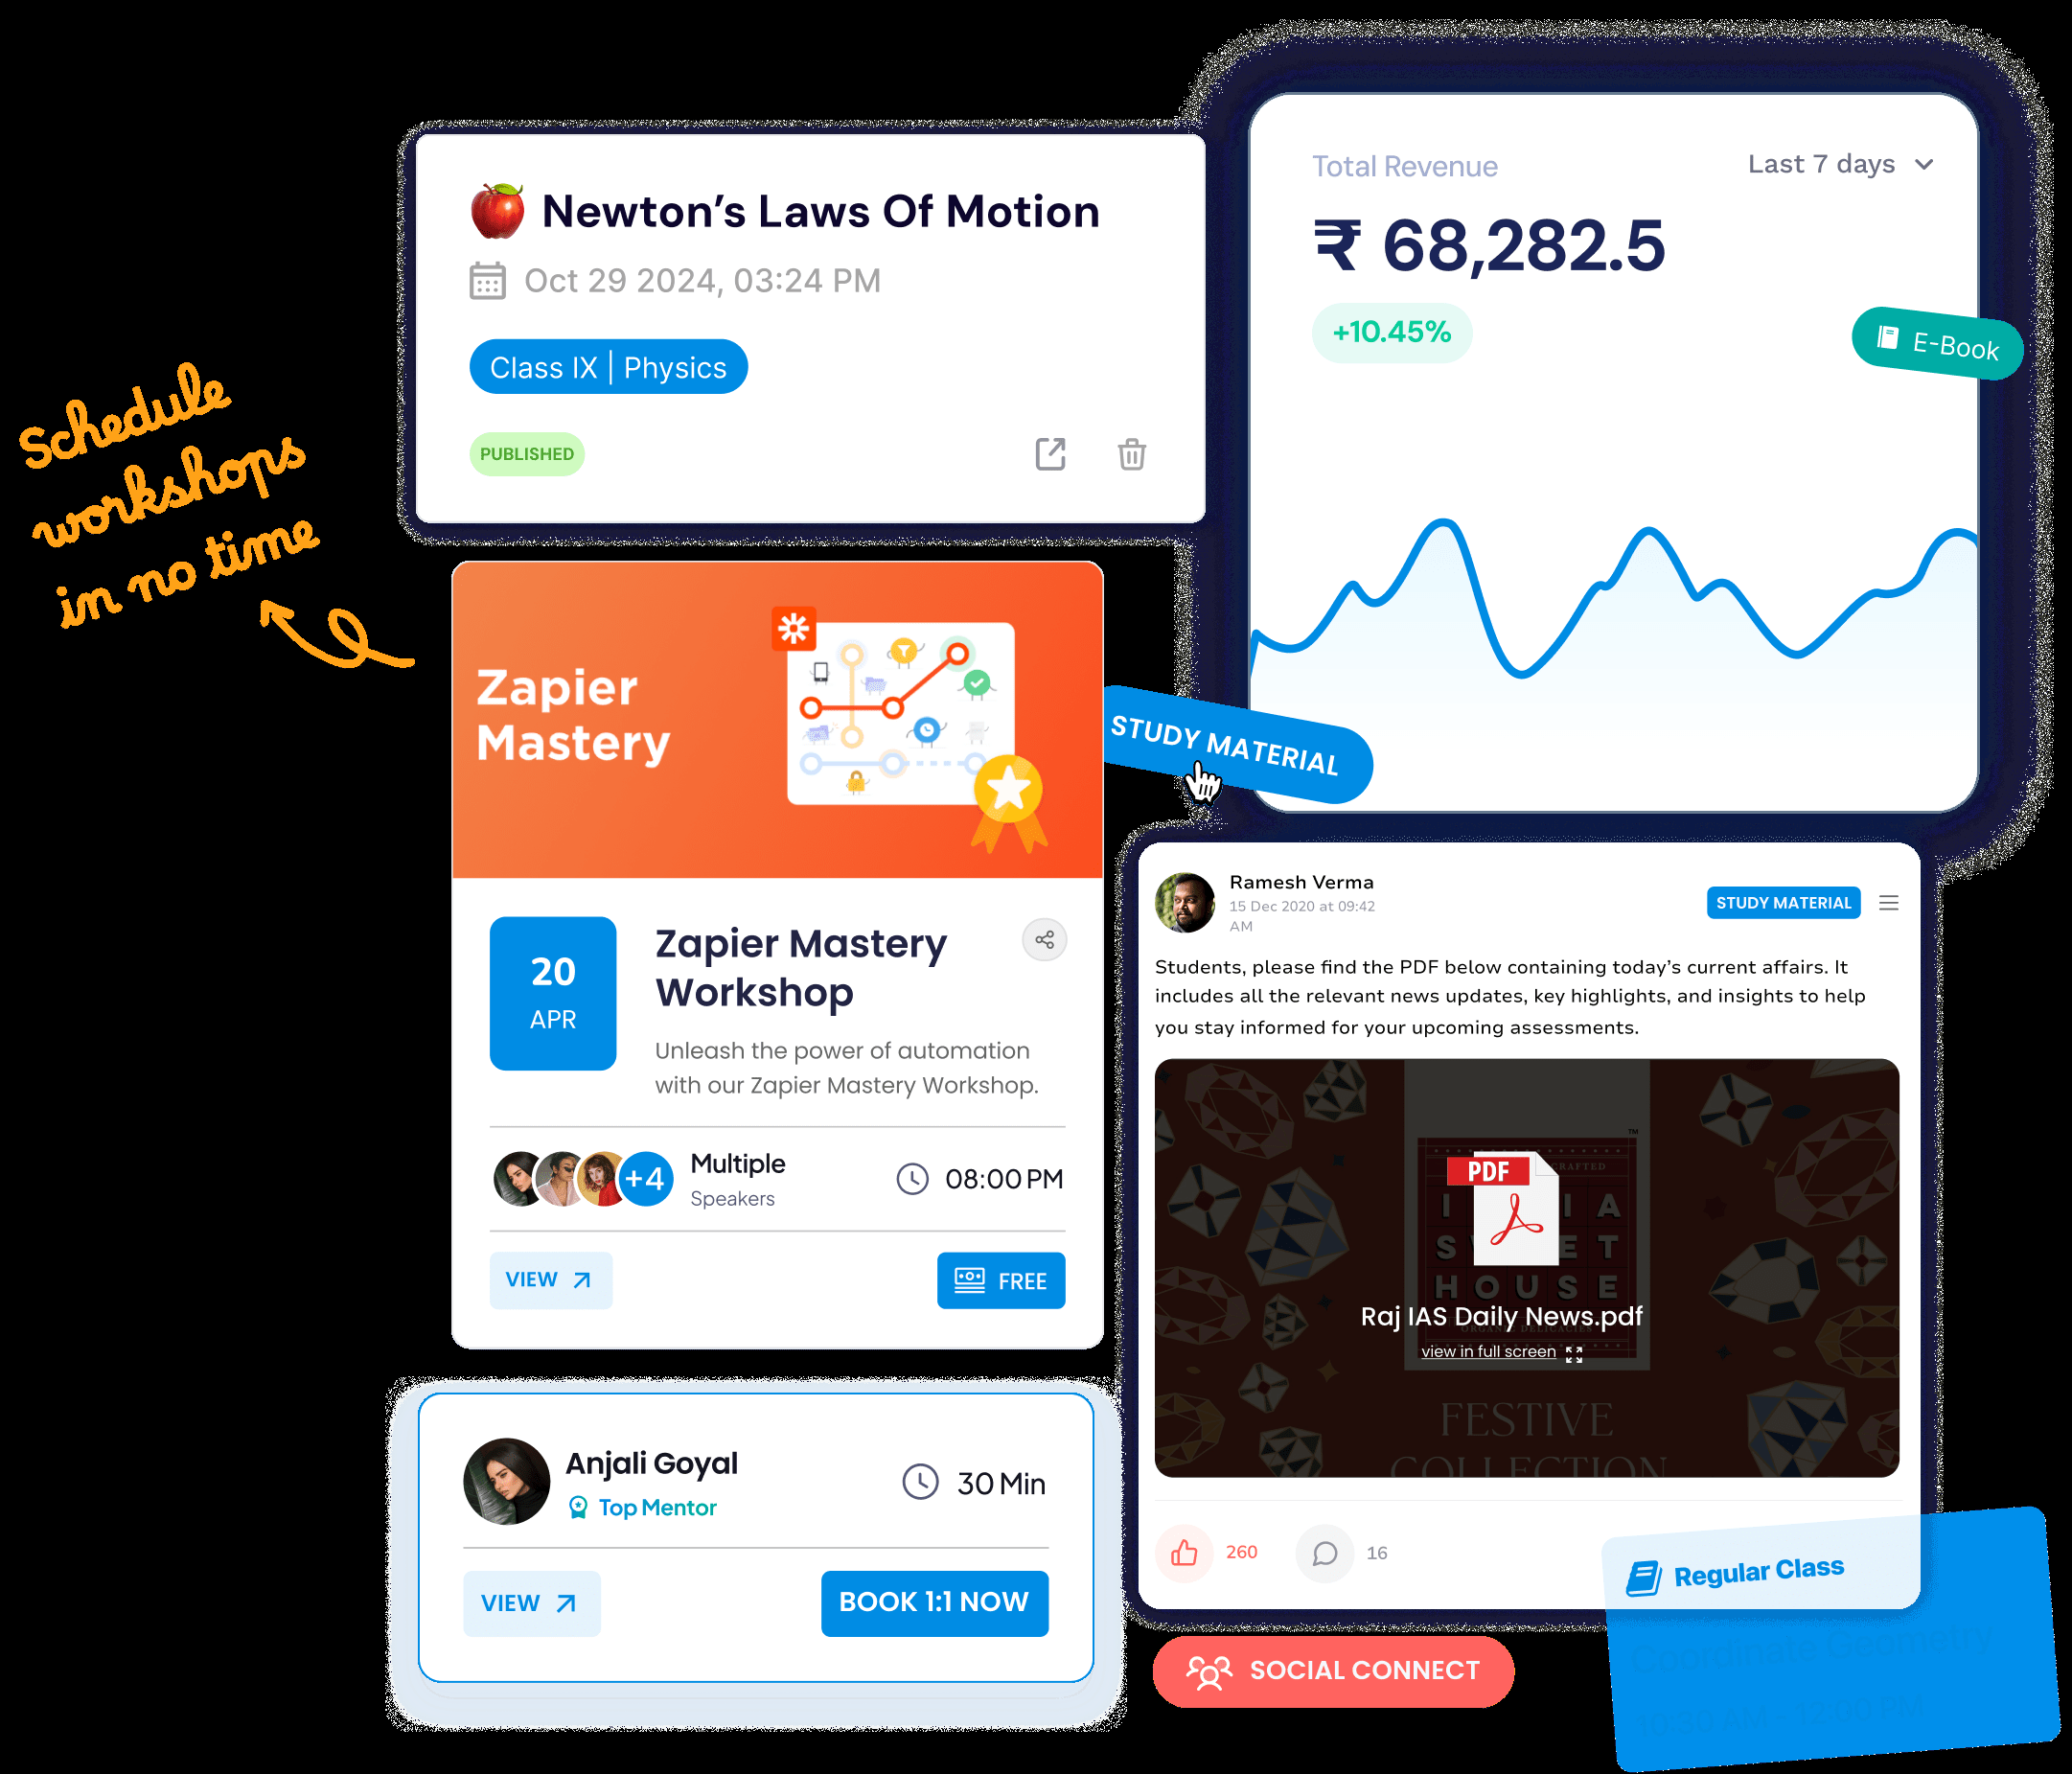 Schedule
workshops
in no time
Newton's Laws Of Motion
Oct 29 2024, 03:24 PM
Class IX | Physics
PUBLISHED
Total Revenue
Last 7 days
₹ 68,282.5
+10.45%
E-Book
Zapier
Mastery
STUDY MATERIAL
20
APR
Zapier Mastery
Workshop
Unleash the power of automation
with our Zapier Mastery Workshop.
+4
Multiple
Speakers
08:00 PM
VIEW
FREE
Anjali Goyal
Top Mentor
30 Min
VIEW
BOOK 1:1 NOW
Ramesh Verma
15 Dec 2020 at 09:42
AM
STUDY MATERIAL
Students, please find the PDF below containing today's current affairs. It
includes all the relevant news updates, key highlights, and insights to help
you stay informed for your upcoming assessments.
TM
PDF
HOUSE
Raj IAS Daily News.pdf
view in full screen
FESTIVE
COLLECTION
260
16
Regular Class
Geometry
SOCIAL CONNECT